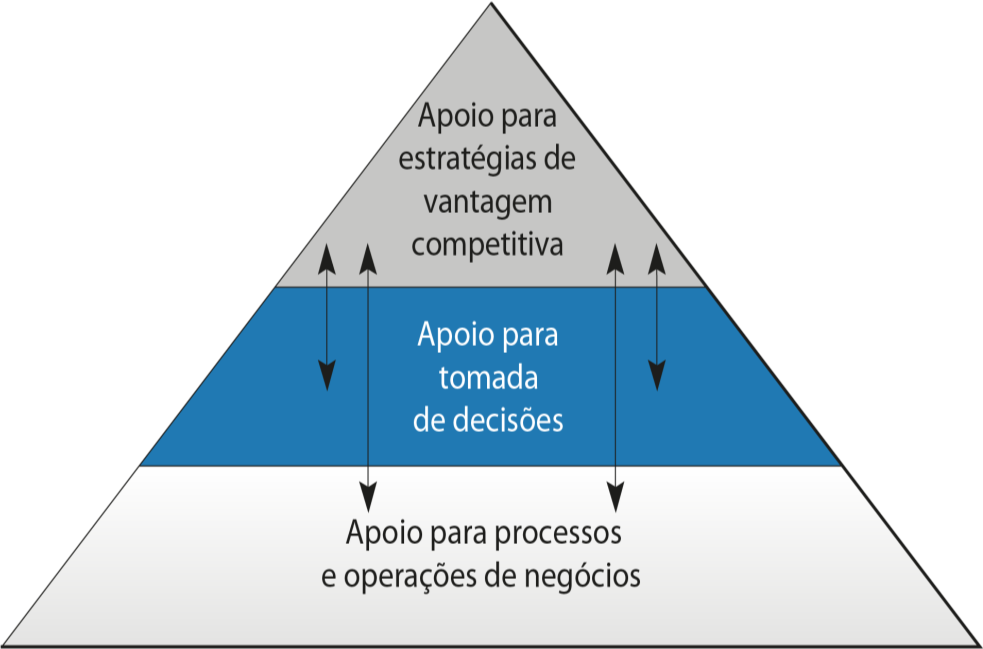 Apoio para
estratégias de
vantagem
competitiva
Apoio para
tomada
de decisões
Apoio para processos
e operações de negócios